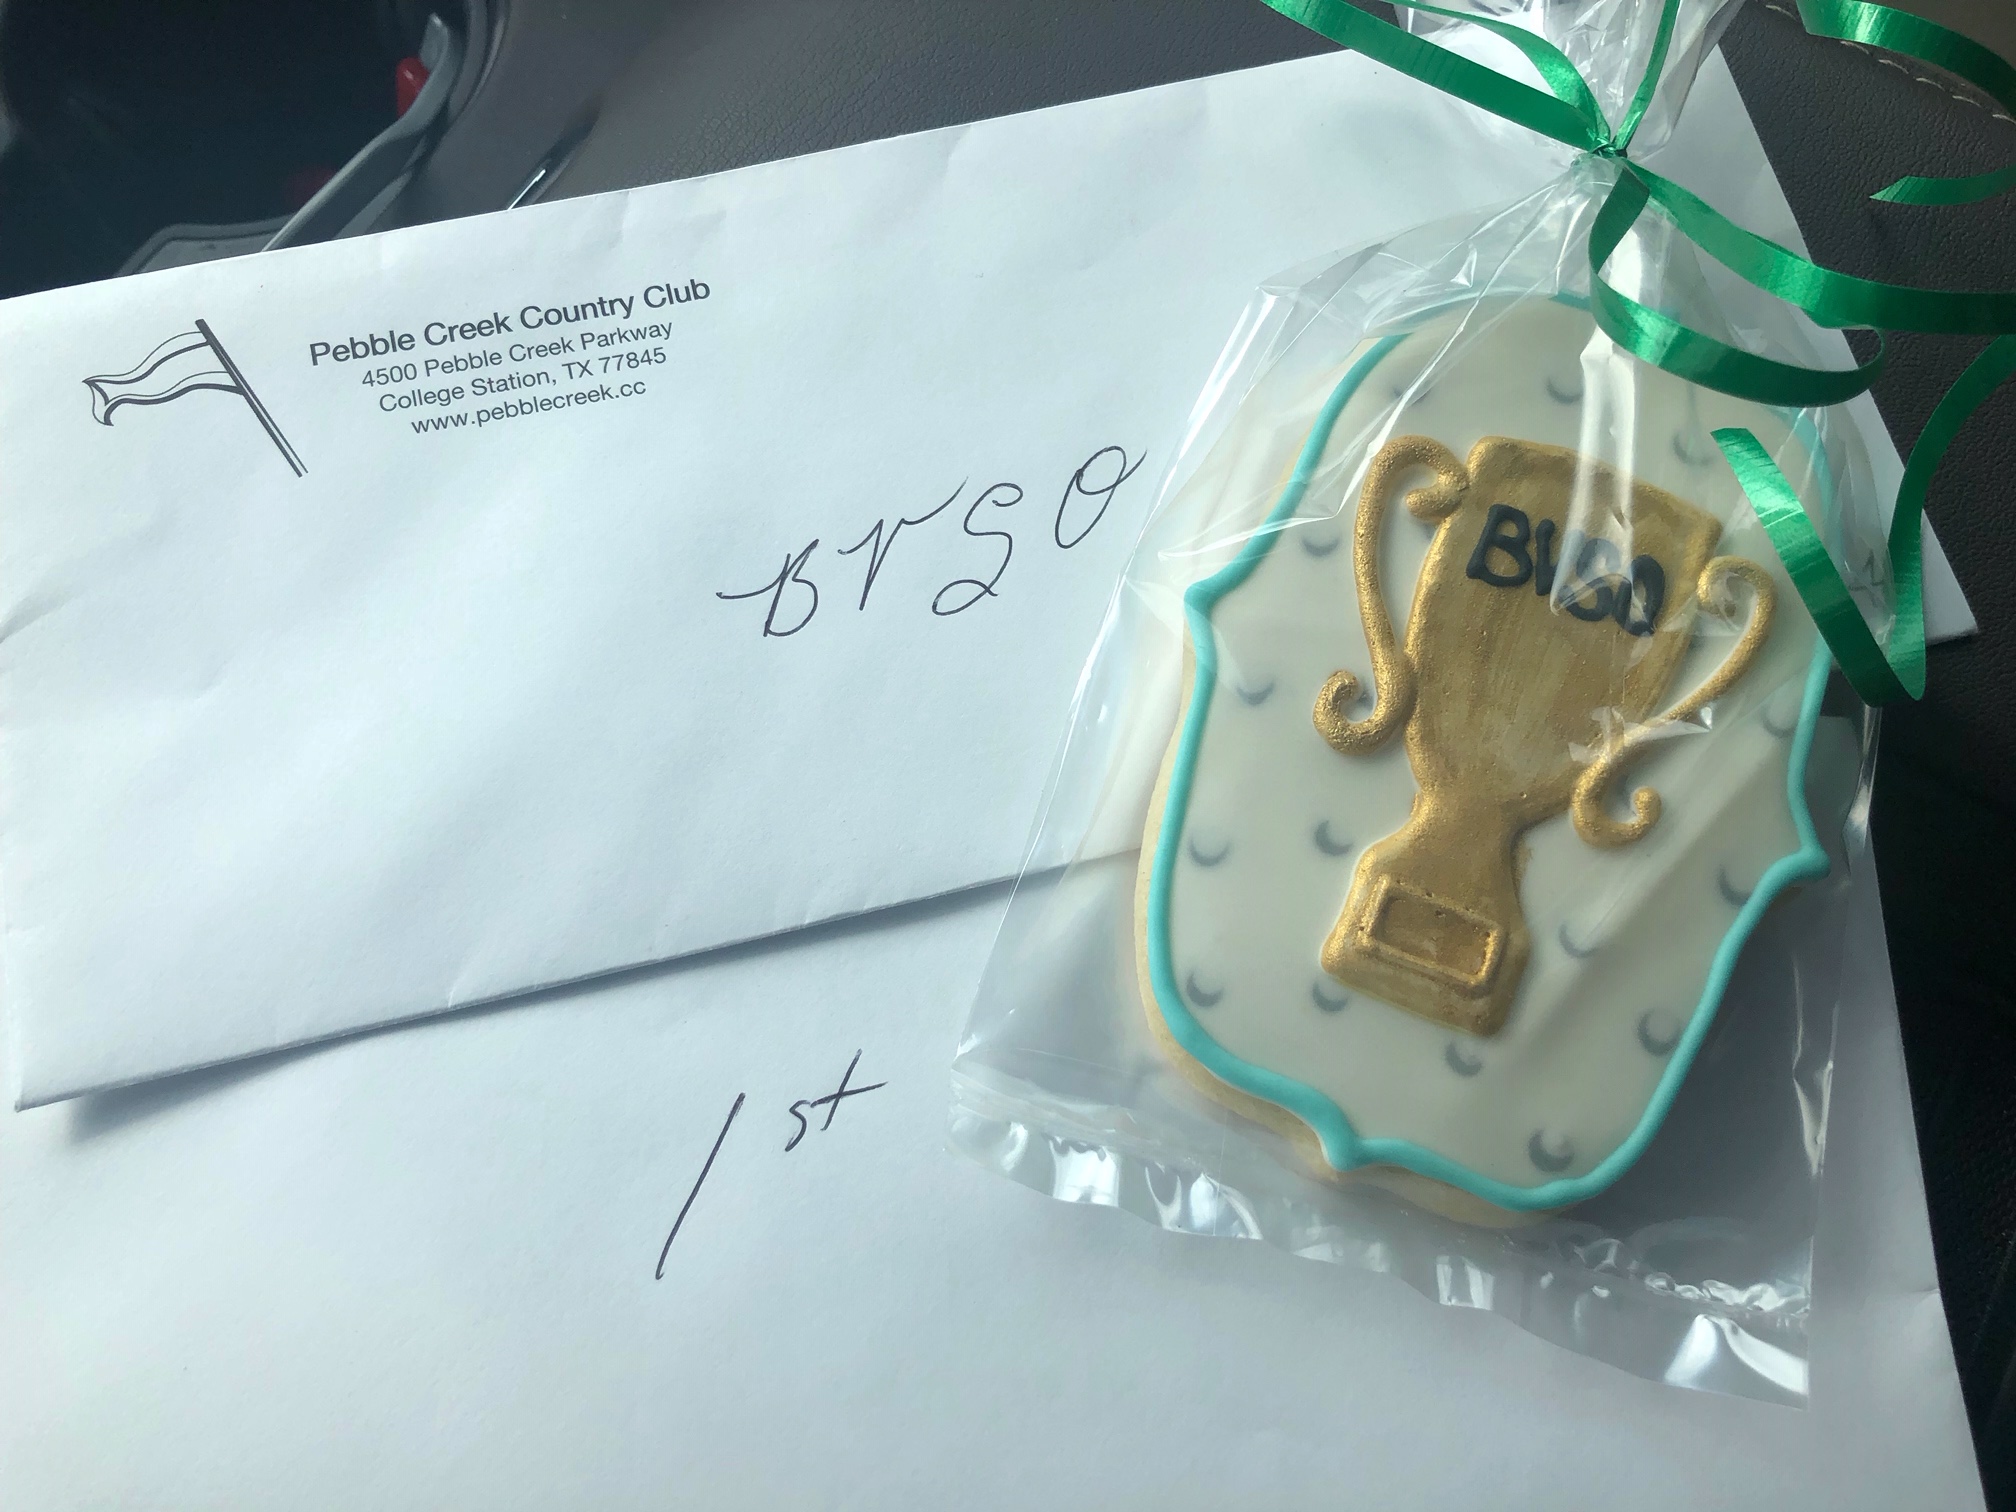 Pebble Creek Country Club
4500 Pebble Creek Parkway
College Station, TX 77845
www.pebblecreek.cc
BVSO
BVSO
1st